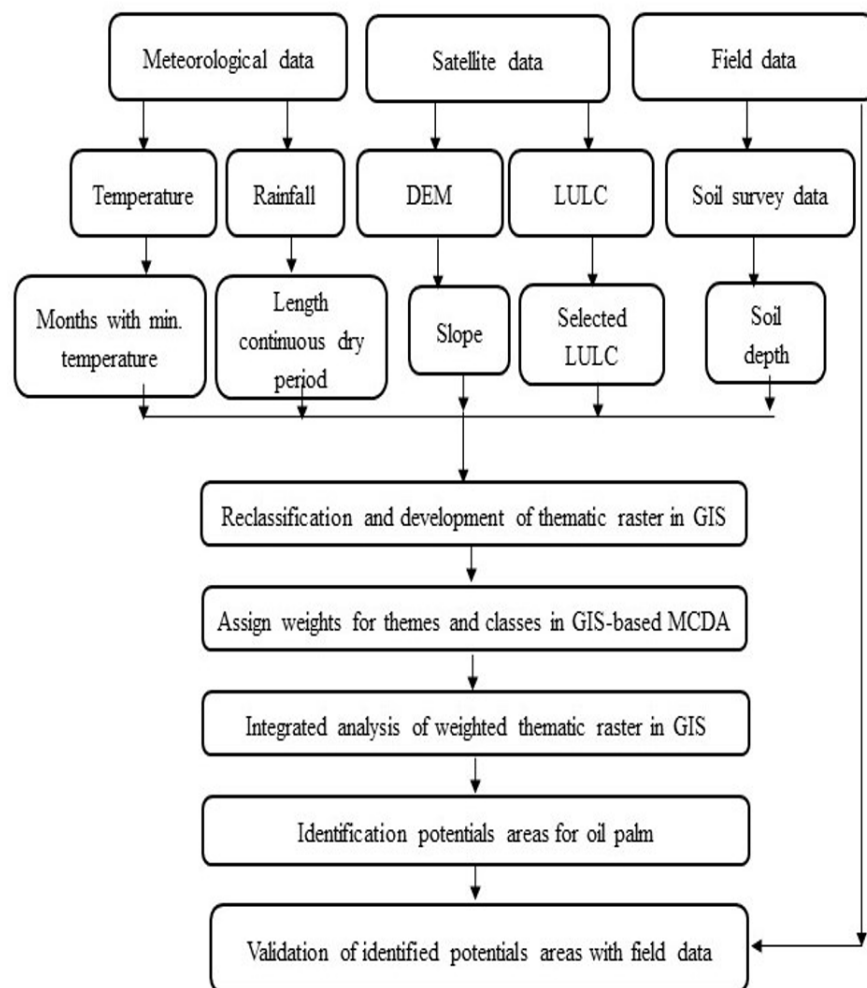 Meteorological data
Satellite data
Field data
Temperature
Rainfall
DEM
LULC
Soil survey data
Months with min.
temperature
Length
continuous dry
period
Slope
Selected
LULC
Soil
depth
Reclassification and development of thematic raster in GIS
Assign weights for themes and classes in GIS-based MCDA
Integrated analysis of weighted thematic raster in GIS
Identification potentials areas for oil palm
Validation of identified potentials areas with field data